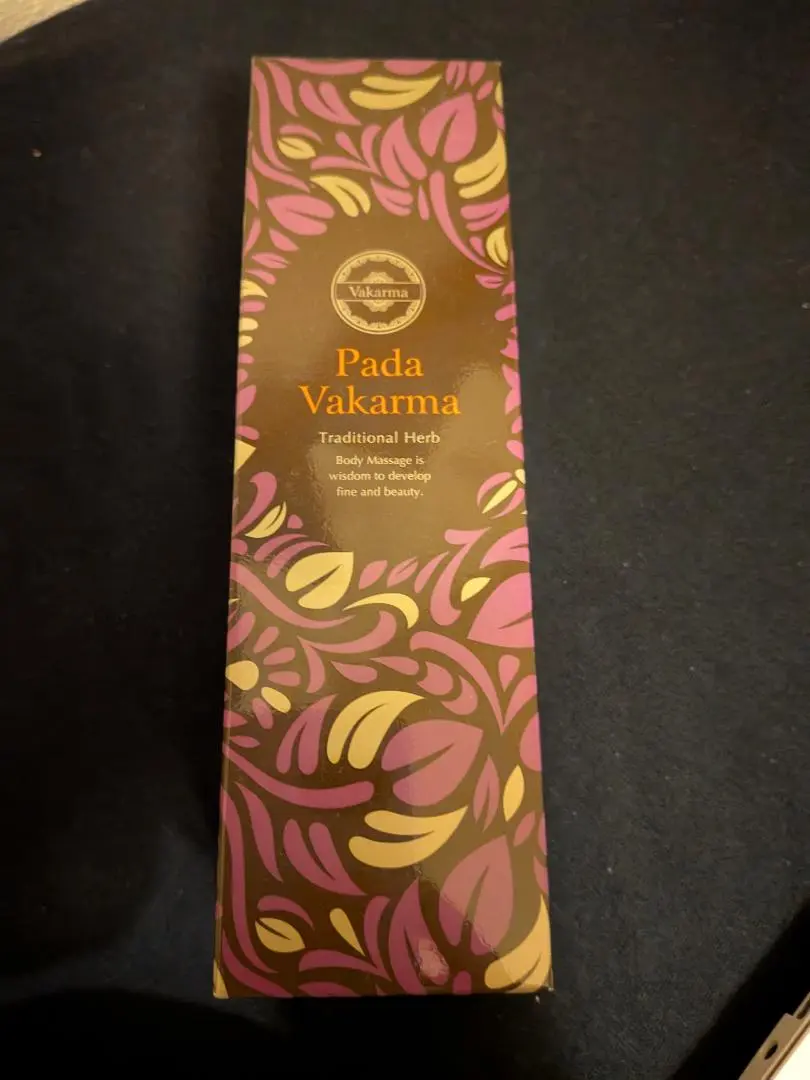 Vakarma
Pada
Vakarma
Traditional Herb
Body Massage is
wisdom to develop
fine and beauty.